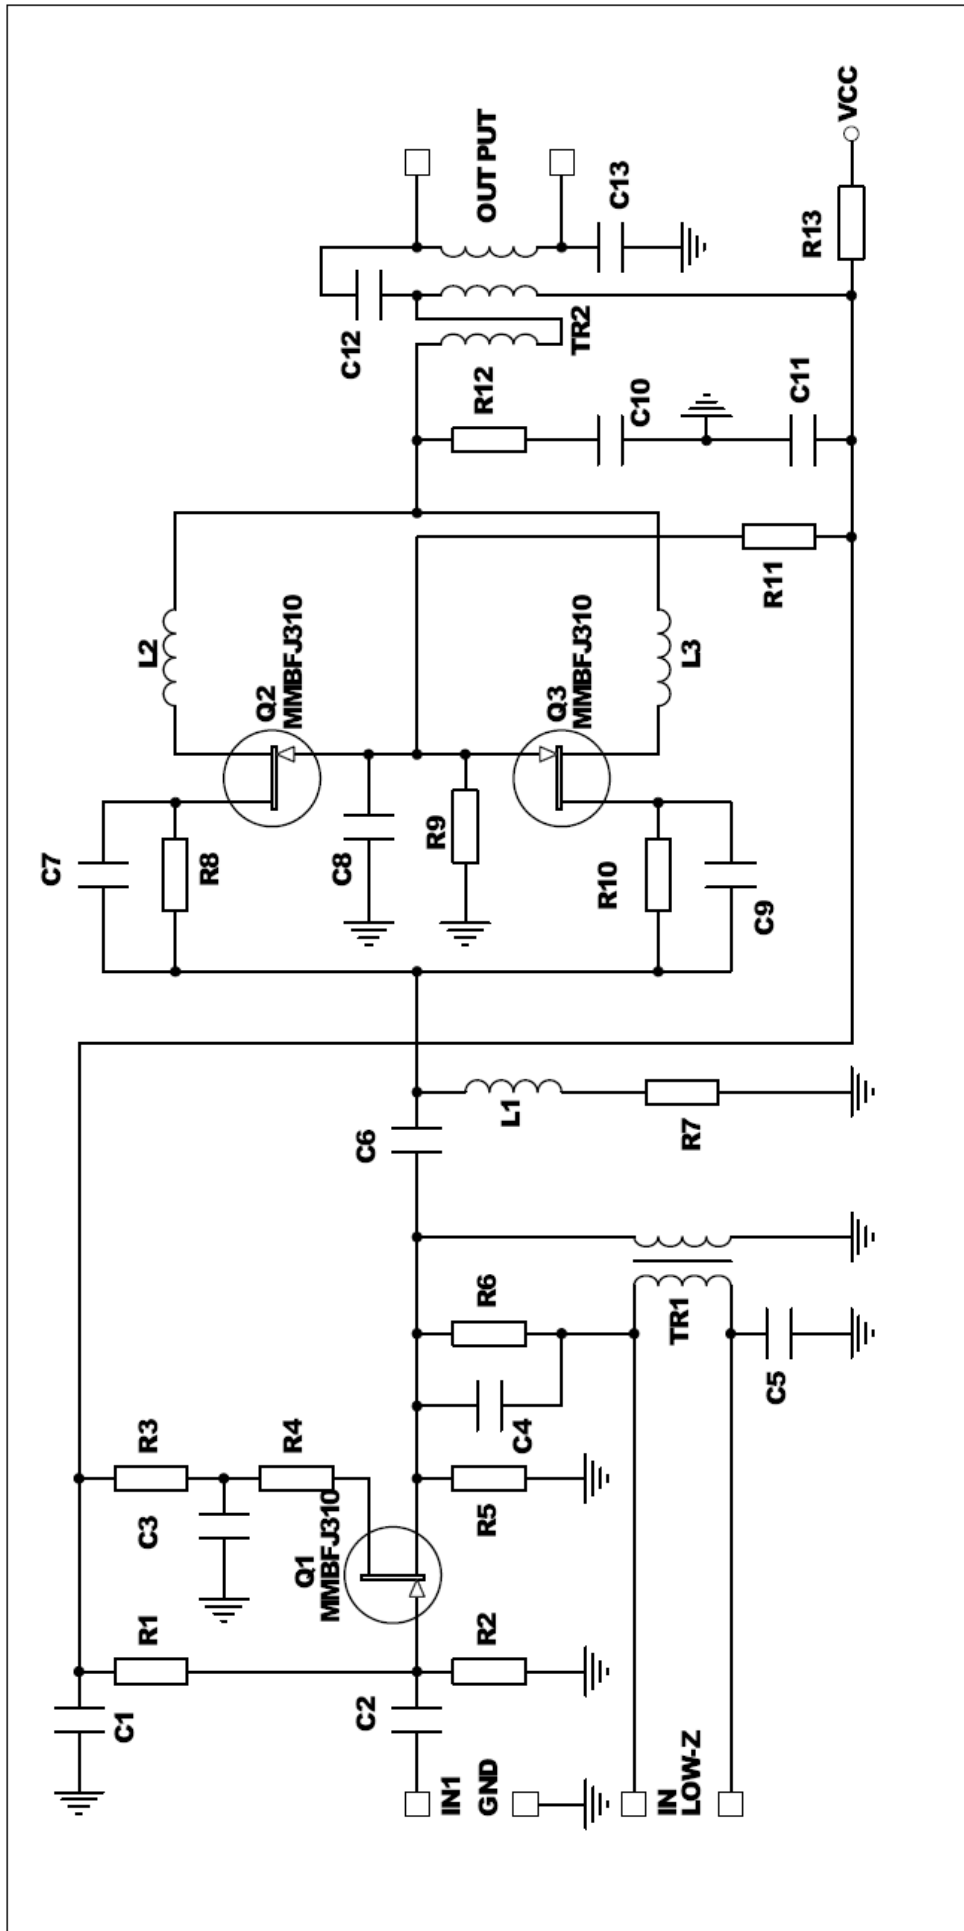 C1
R1
R3
C3
R4
Q1
MMBFJ310
C2
R2
R5
C4
R6
IN1
GND
IN
LOW-Z
TR1
C5
C6
L1
R7
C7
R8
C8
R9
R10
C9
Q2
MMBFJ310
Q3
MMBFJ310
L2
L3
R11
R12
C10
C11
C12
TR2
OUT PUT
C13
R13
VCC